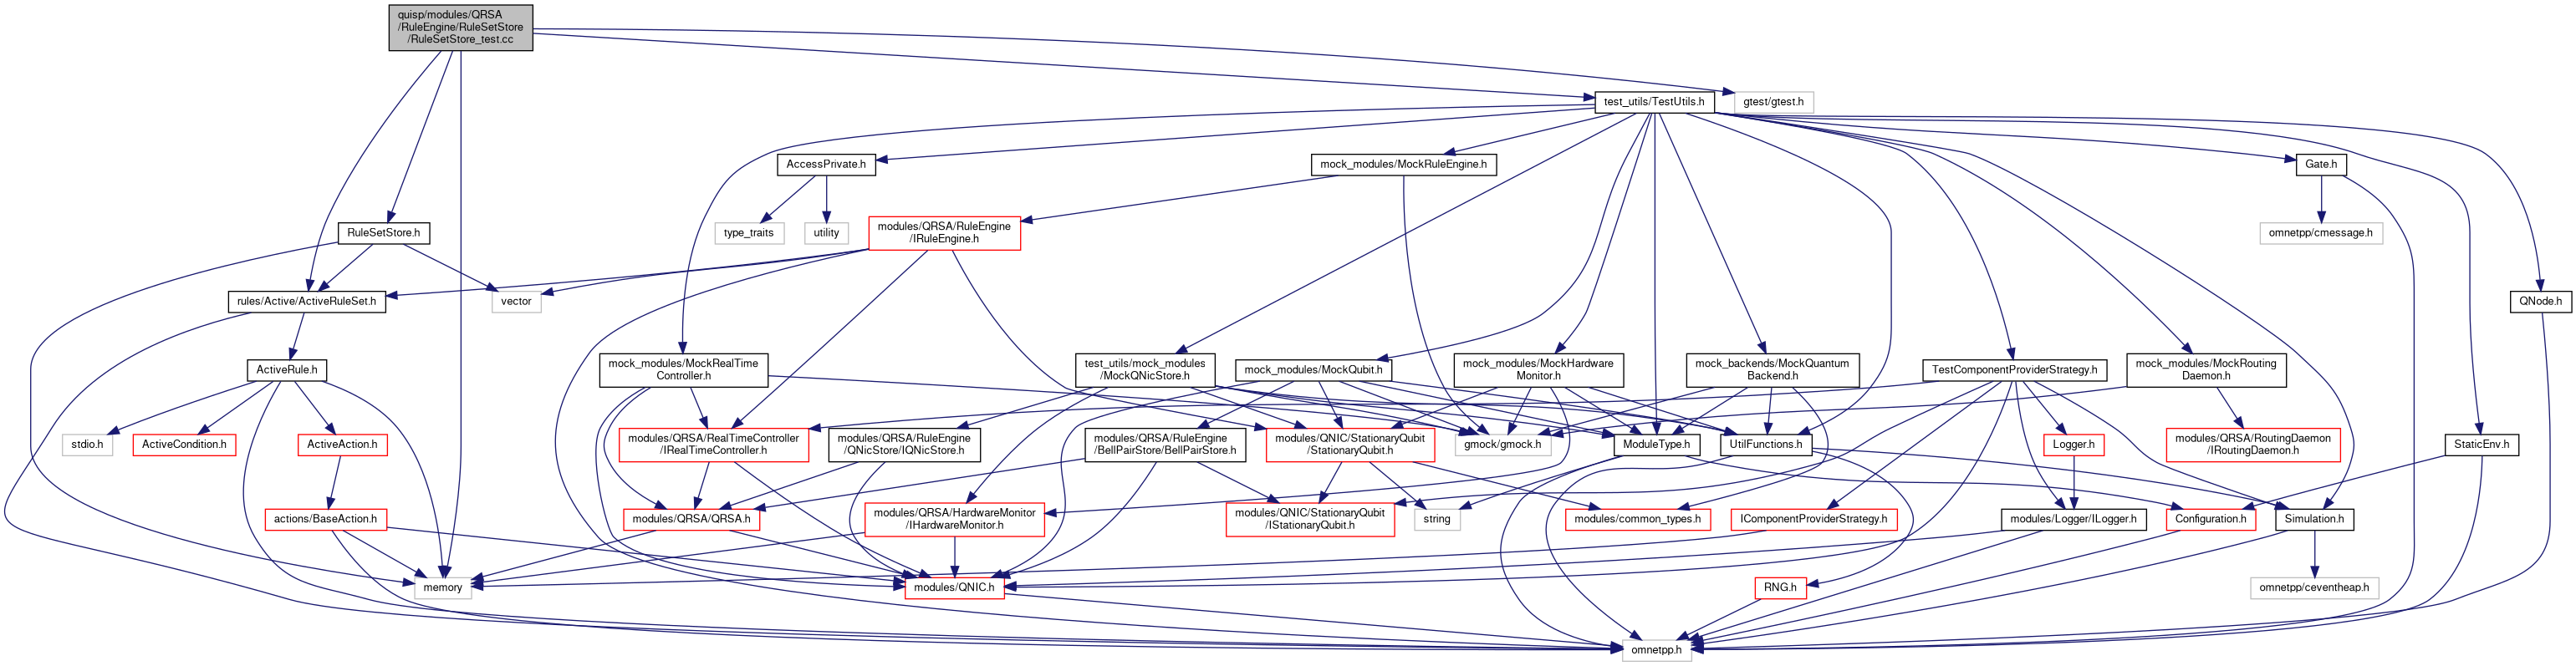 quisp/modules/QRSA
/RuleEngine/RuleSetStore
/RuleSetStore_test.cc
test_utils/TestUtils.h
gtest/gtest.h
AccessPrivate.h
mock_modules/MockRuleEngine.h
Gate.h
RuleSetStore.h
type_traits
utility
modules/QRSA/RuleEngine
/IRuleEngine.h
omnetpp/cmessage.h
rules/Active/ActiveRuleSet.h
vector
QNode.h
ActiveRule.h
mock_modules/MockRealTime
Controller.h
test_utils/mock_modules
/MockQNicStore.h
mock_modules/MockQubit.h
mock_modules/MockHardware
Monitor.h
mock_backends/MockQuantum
Backend.h
TestComponentProviderStrategy.h
mock_modules/MockRouting
Daemon.h
stdio.h
ActiveCondition.h
ActiveAction.h
modules/QRSA/RealTimeController
/IRealTimeController.h
modules/QRSA/RuleEngine
/QNicStore/IQNicStore.h
modules/QRSA/RuleEngine
/BellPairStore/BellPairStore.h
modules/QNIC/StationaryQubit
/StationaryQubit.h
gmock/gmock.h
ModuleType.h
UtilFunctions.h
Logger.h
modules/QRSA/RoutingDaemon
/IRoutingDaemon.h
StaticEnv.h
actions/BaseAction.h
modules/QRSA/QRSA.h
modules/QRSA/HardwareMonitor
/IHardwareMonitor.h
modules/QNIC/StationaryQubit
/IStationaryQubit.h
string
modules/common_types.h
IComponentProviderStrategy.h
modules/Logger/ILogger.h
Configuration.h
Simulation.h
memory
modules/QNIC.h
RNG.h
omnetpp/ceventheap.h
omnetpp.h